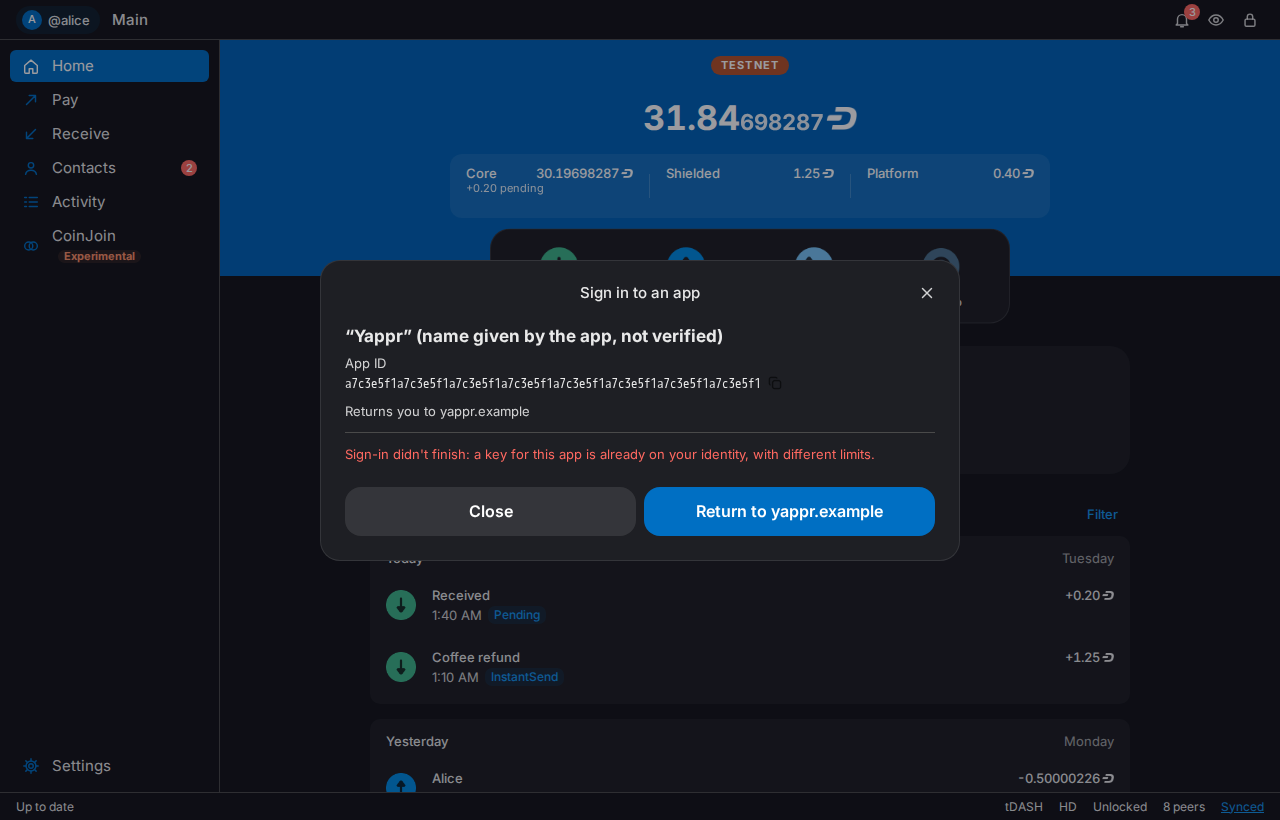 A @alice Main
3
Home
Pay
Receive
Contacts 2
Activity
CoinJoin
Experimental
Settings
TESTNET
31.84698287
Core 30.19698287
+0.20 pending
Shielded 1.25
Platform 0.40
Sign in to an app
“Yappr” (name given by the app, not verified)
App ID
a7c3e5f1a7c3e5f1a7c3e5f1a7c3e5f1a7c3e5f1a7c3e5f1a7c3e5f1a7c3e5f1
Returns you to yappr.example
Sign-in didn't finish: a key for this app is already on your identity, with different limits.
Close
Return to yappr.example
Filter
Today Tuesday
Received +0.20
1:40 AM Pending
Coffee refund +1.25
1:10 AM InstantSend
Yesterday Monday
Alice -0.50000226
Up to date
tDASH HD Unlocked 8 peers Synced